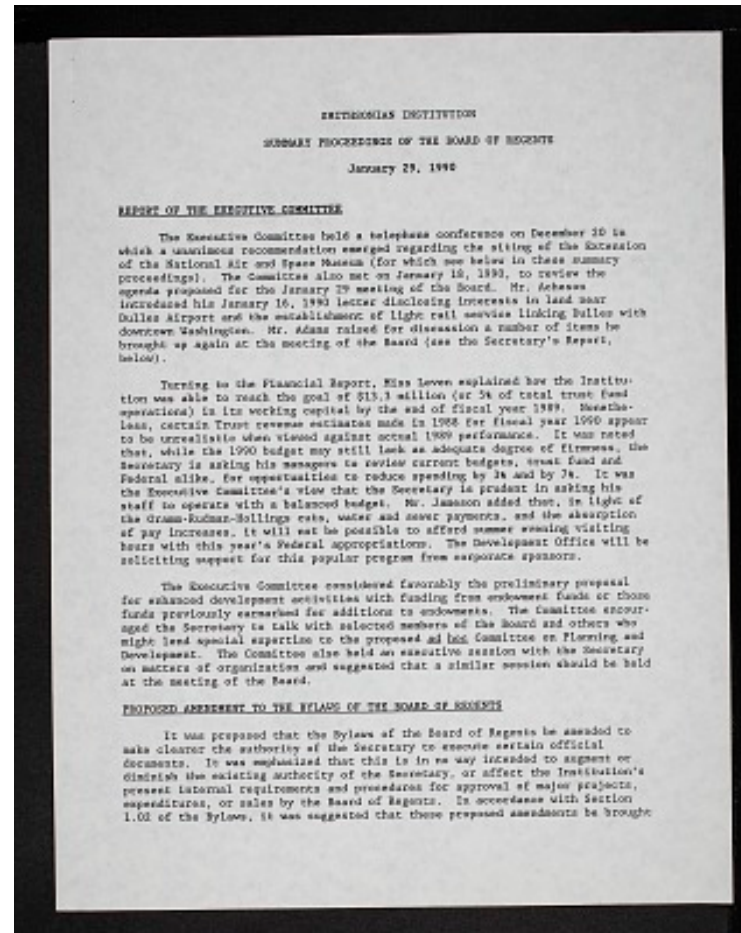 SMITHSONIAN INSTITUTION
SUMMARY PROCEEDINGS OF THE BOARD OF REGENTS
January 29, 1990
REPORT OF THE EXECUTIVE COMMITTEE
The Executive Committee held a telephone conference on December 20 in
which a unanimous recommendation emerged regarding the siting of the Extension
of the National Air and Space Museum (for which see below in these summary
proceedings). The Committee also met on January 18, 1990, to review the
agenda proposed for the January 29 meeting of the Board. Mr. Acheson
introduced his January 16, 1990 letter disclosing interests in land near
Dulles Airport and the establishment of light rail service linking Dulles with
downtown Washington. Mr. Adams raised for discussion a number of items he
brought up again at the meeting of the Board (see the Secretary's Report,
below).
Turning to the Financial Report, Miss Leven explained how the Institu-
tion was able to reach the goal of $13.3 million (or 5% of total trust fund
operations) in its working capital by the end of fiscal year 1989. Nonethe-
less, certain Trust revenue estimates made in 1988 for fiscal year 1990 appear
to be unrealistic when viewed against actual 1989 performance. It was noted
that, while the 1990 budget may still lack an adequate degree of firmness, the
Secretary is asking his managers to review current budgets, trust fund and
Federal alike, for opportunities to reduce spending by 3% and by 7%. It was
the Executive Committee's view that the Secretary is prudent in asking his
staff to operate with a balanced budget. Mr. Jameson added that, in light of
the Gramm-Rudman-Hollings cuts, water and sewer payments, and the absorption
of pay increases, it will not be possible to afford summer evening visiting
hours with this year's Federal appropriations. The Development Office will be
soliciting support for this popular program from corporate sponsors.
The Executive Committee considered favorably the preliminary proposal
for enhanced development activities with funding from endowment funds or those
funds previously earmarked for additions to endowments. The Committee encour-
aged the Secretary to talk with selected members of the Board and others who
might lend special expertise to the proposed ad hoc Committee on Planning and
Development. The Committee also held an executive session with the Secretary
on matters of organization and suggested that a similar session should be held
at the meeting of the Board.
PROPOSED AMENDMENT TO THE BYLAWS OF THE BOARD OF REGENTS
It was proposed that the Bylaws of the Board of Regents be amended to
make clearer the authority of the Secretary to execute certain official
documents. It was emphasized that this is in no way intended to augment or
diminish the existing authority of the Secretary, or affect the Institution's
present internal requirements and procedures for approval of major projects,
expenditures, or sales by the Board of Regents. In accordance with Section
1.02 of the Bylaws, it was suggested that these proposed amendments be brought